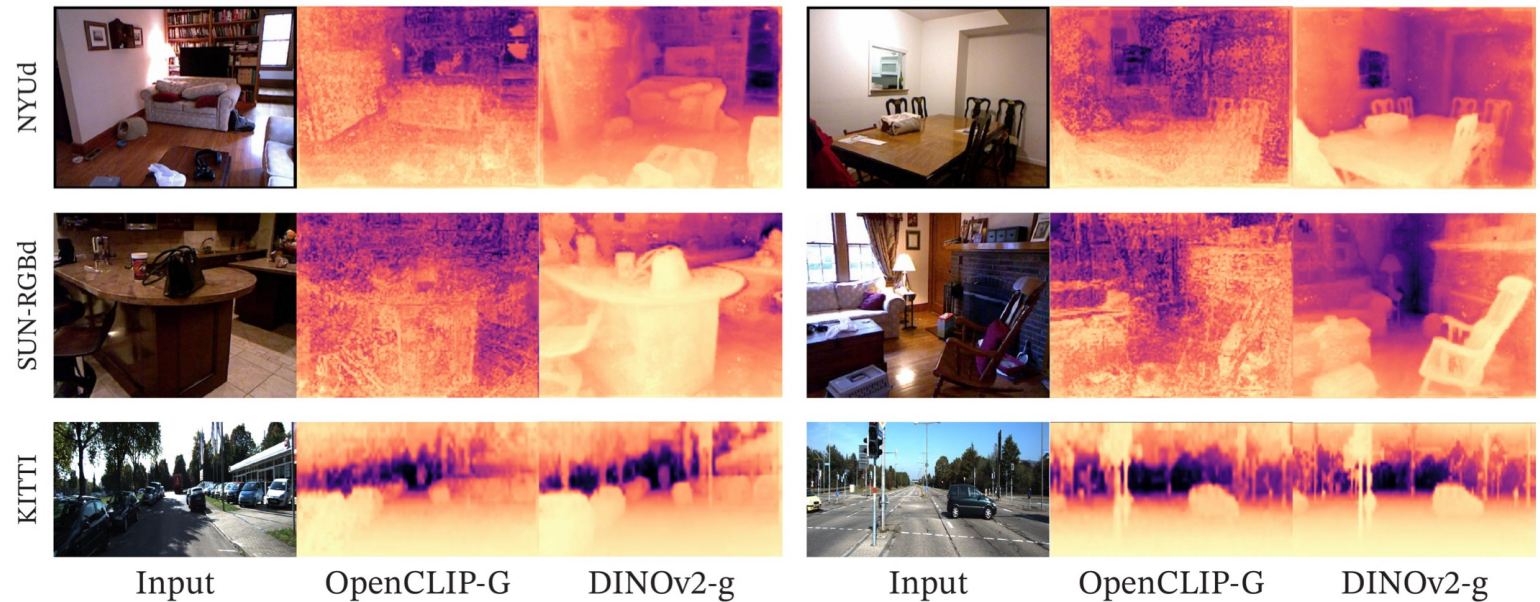 NYUd
SUN-RGBd
KITTI
Input OpenCLIP-G DINOv2-g Input OpenCLIP-G DINOv2-g